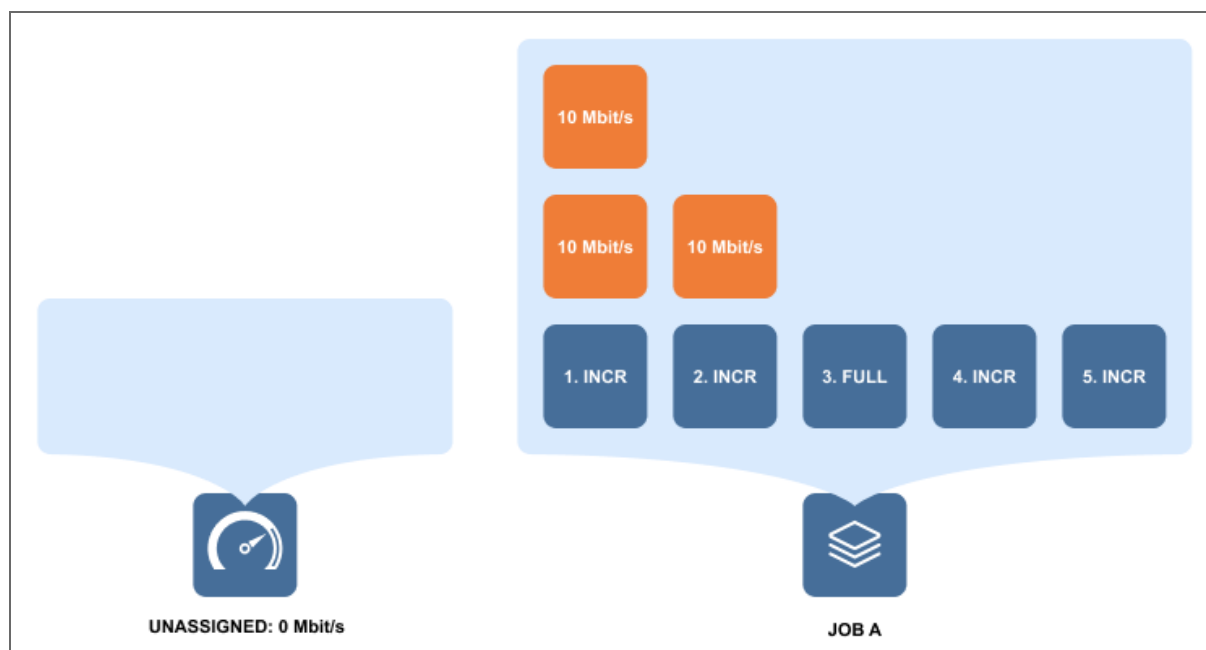 10 Mbit/s
10 Mbit/s
10 Mbit/s
1. INCR
2. INCR
3. FULL
4. INCR
5. INCR
UNASSIGNED: 0 Mbit/s
JOB A